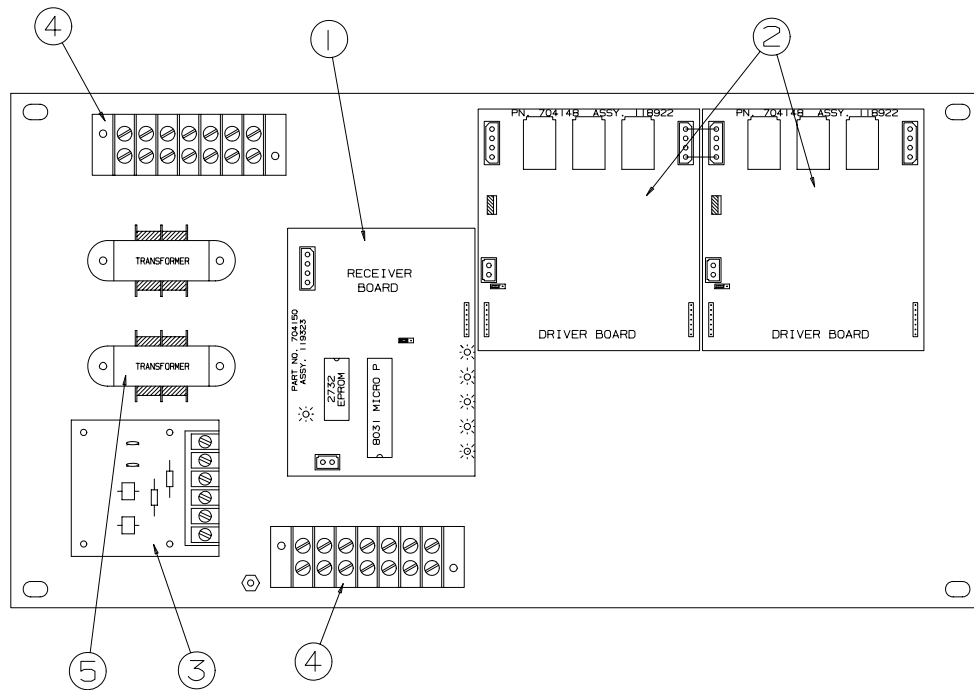 4
1
2
PN. 704148 ASSY. 118922
PN. 704148 ASSY. 118922
TRANSFORMER
RECEIVER
BOARD
PART NO. 704150
ASSY. 119323
DRIVER BOARD
DRIVER BOARD
TRANSFORMER
2732
EPROM
8031 MICRO P
5
3
4